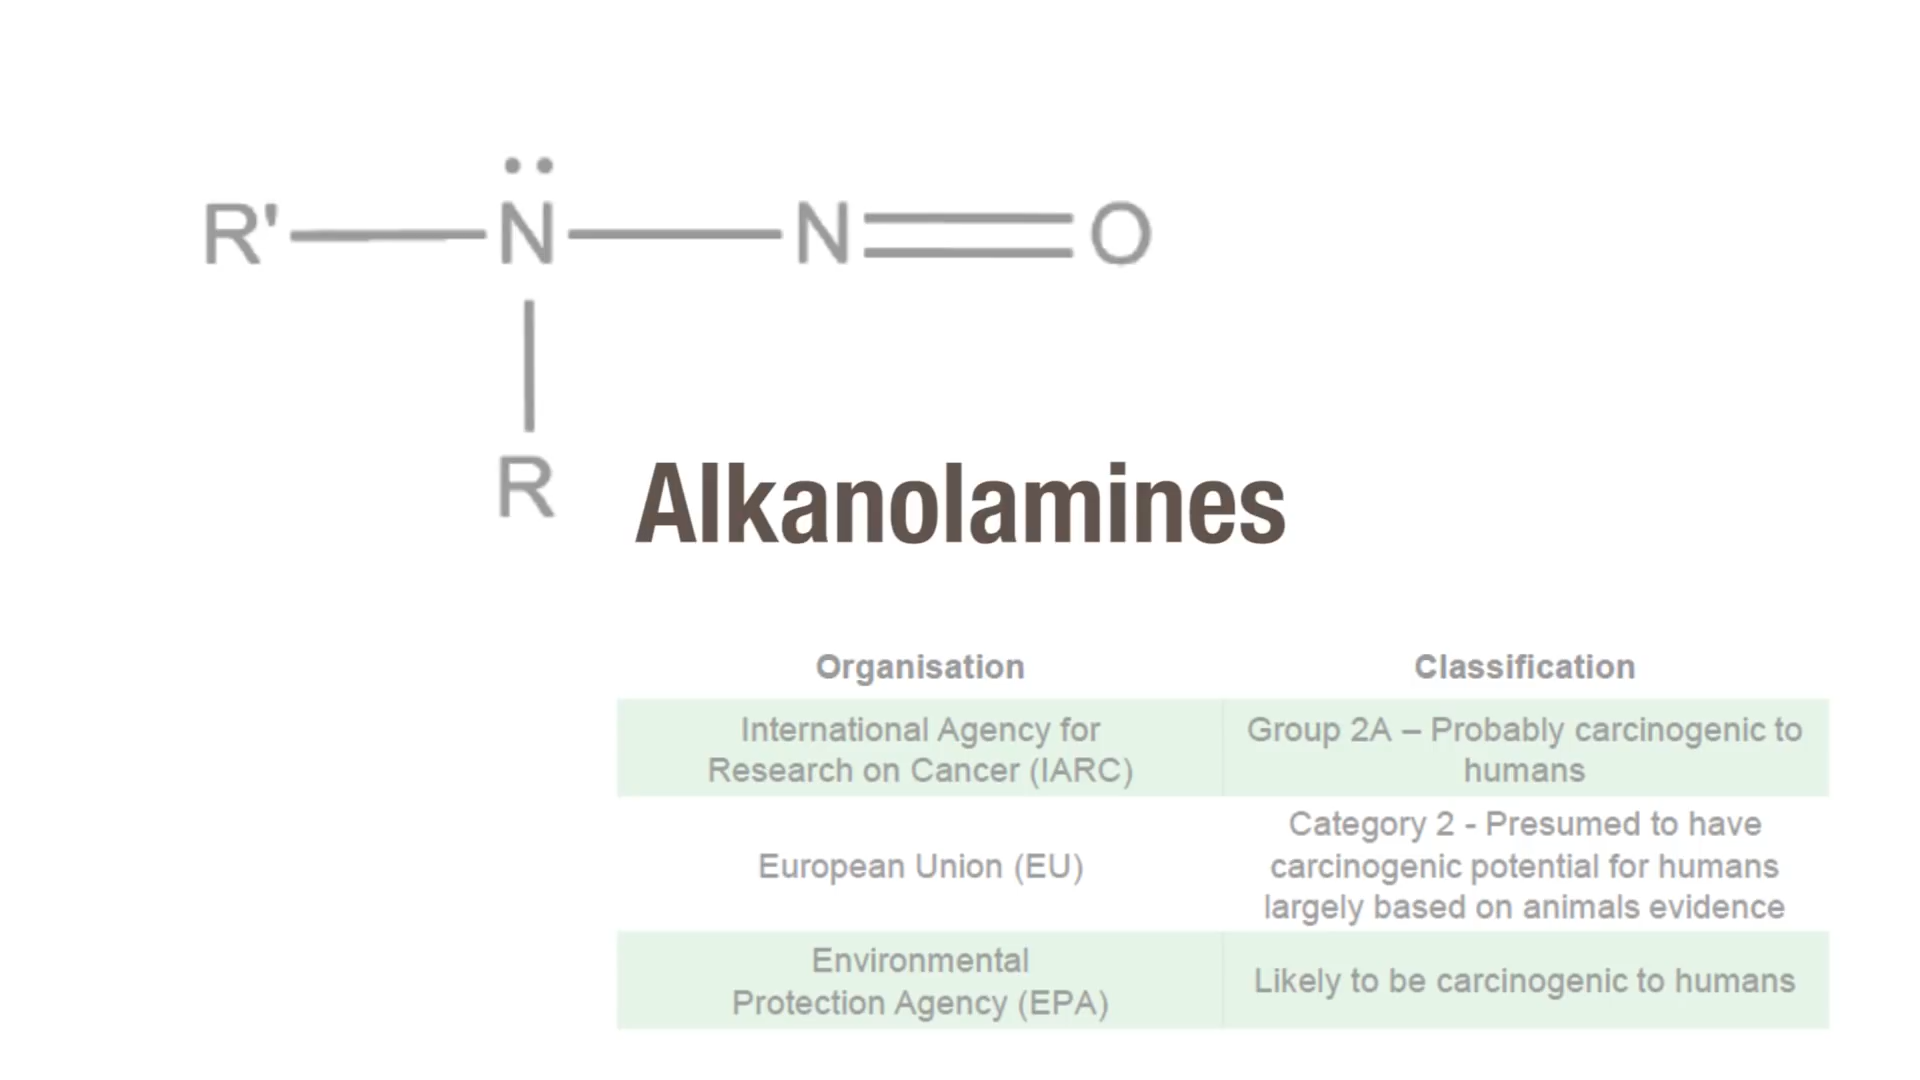 R' N N O
R
Alkanolamines
Organisation Classification
International Agency for
Research on Cancer (IARC)
Group 2A – Probably carcinogenic to
humans
European Union (EU)
Category 2 - Presumed to have
carcinogenic potential for humans
largely based on animals evidence
Environmental
Protection Agency (EPA)
Likely to be carcinogenic to humans